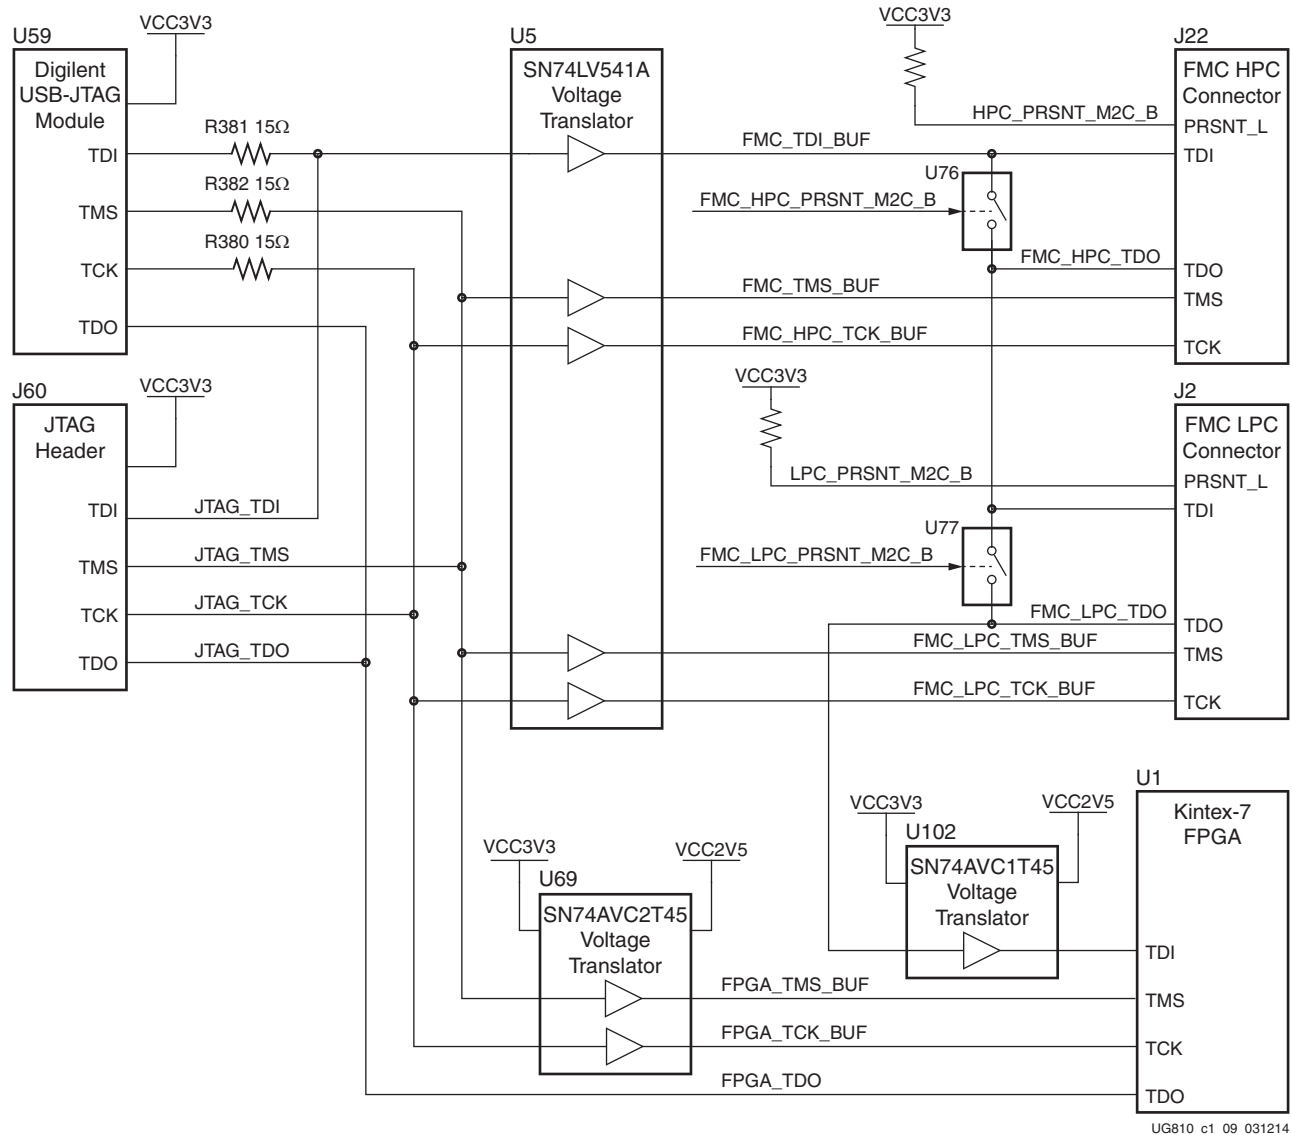 U59
VCC3V3
Digilent
USB-JTAG
Module
TDI
TMS
TCK
TDO
R381 15Ω
R382 15Ω
R380 15Ω
J60
VCC3V3
JTAG
Header
TDI
TMS
TCK
TDO
JTAG_TDI
JTAG_TMS
JTAG_TCK
JTAG_TDO
U5
SN74LV541A
Voltage
Translator
VCC3V3
HPC_PRSNT_M2C_B
FMC_TDI_BUF
U76
FMC_HPC_PRSNT_M2C_B
FMC_HPC_TDO
FMC_TMS_BUF
FMC_HPC_TCK_BUF
J22
FMC HPC
Connector
PRSNT_L
TDI
TDO
TMS
TCK
VCC3V3
LPC_PRSNT_M2C_B
U77
FMC_LPC_PRSNT_M2C_B
FMC_LPC_TDO
FMC_LPC_TMS_BUF
FMC_LPC_TCK_BUF
J2
FMC LPC
Connector
PRSNT_L
TDI
TDO
TMS
TCK
VCC3V3
VCC2V5
U69
SN74AVC2T45
Voltage
Translator
VCC3V3
VCC2V5
U102
SN74AVC1T45
Voltage
Translator
FPGA_TMS_BUF
FPGA_TCK_BUF
FPGA_TDO
U1
Kintex-7
FPGA
TDI
TMS
TCK
TDO
UG810_c1_09_031214